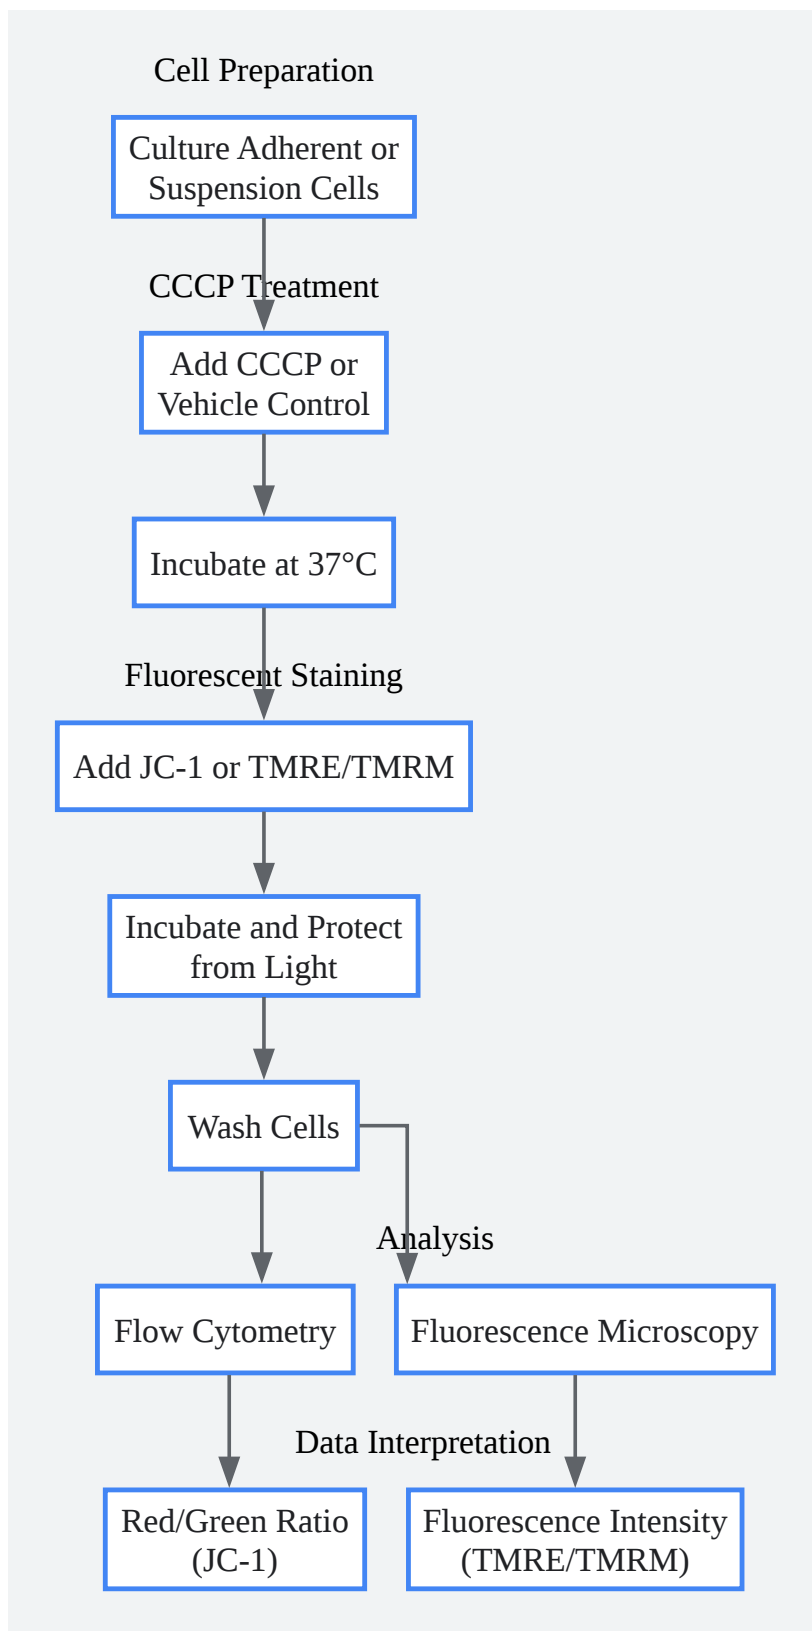 Cell Preparation
Culture Adherent or
Suspension Cells
CCCP Treatment
Add CCCP or
Vehicle Control
Incubate at 37°C
Fluorescent Staining
Add JC-1 or TMRE/TMRM
Incubate and Protect
from Light
Wash Cells
Analysis
Flow Cytometry
Fluorescence Microscopy
Data Interpretation
Red/Green Ratio
(JC-1)
Fluorescence Intensity
(TMRE/TMRM)